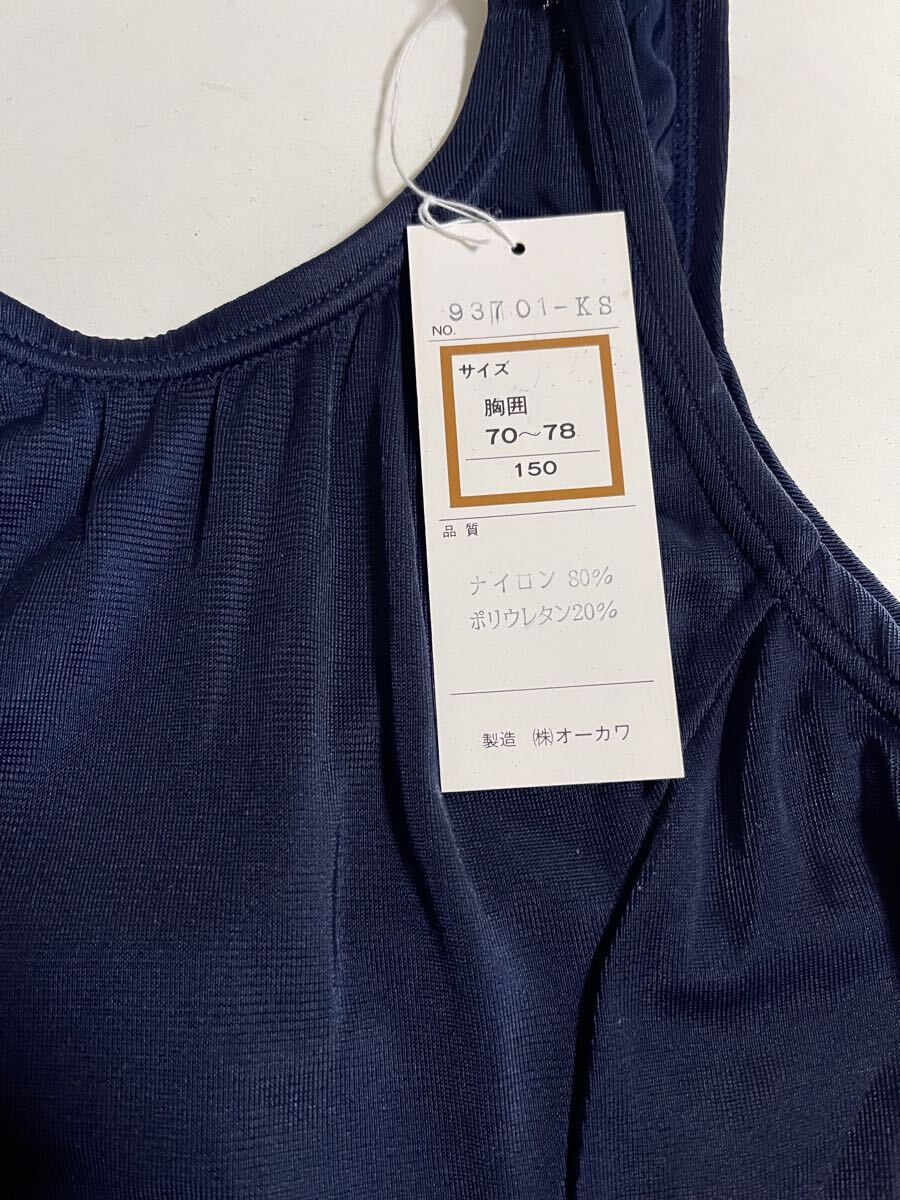 93701-KS
NO.
サイズ
胸囲
70〜78
150
品質
ナイロン 80%
ポリウレタン20%
製造 ㈱オーカワ